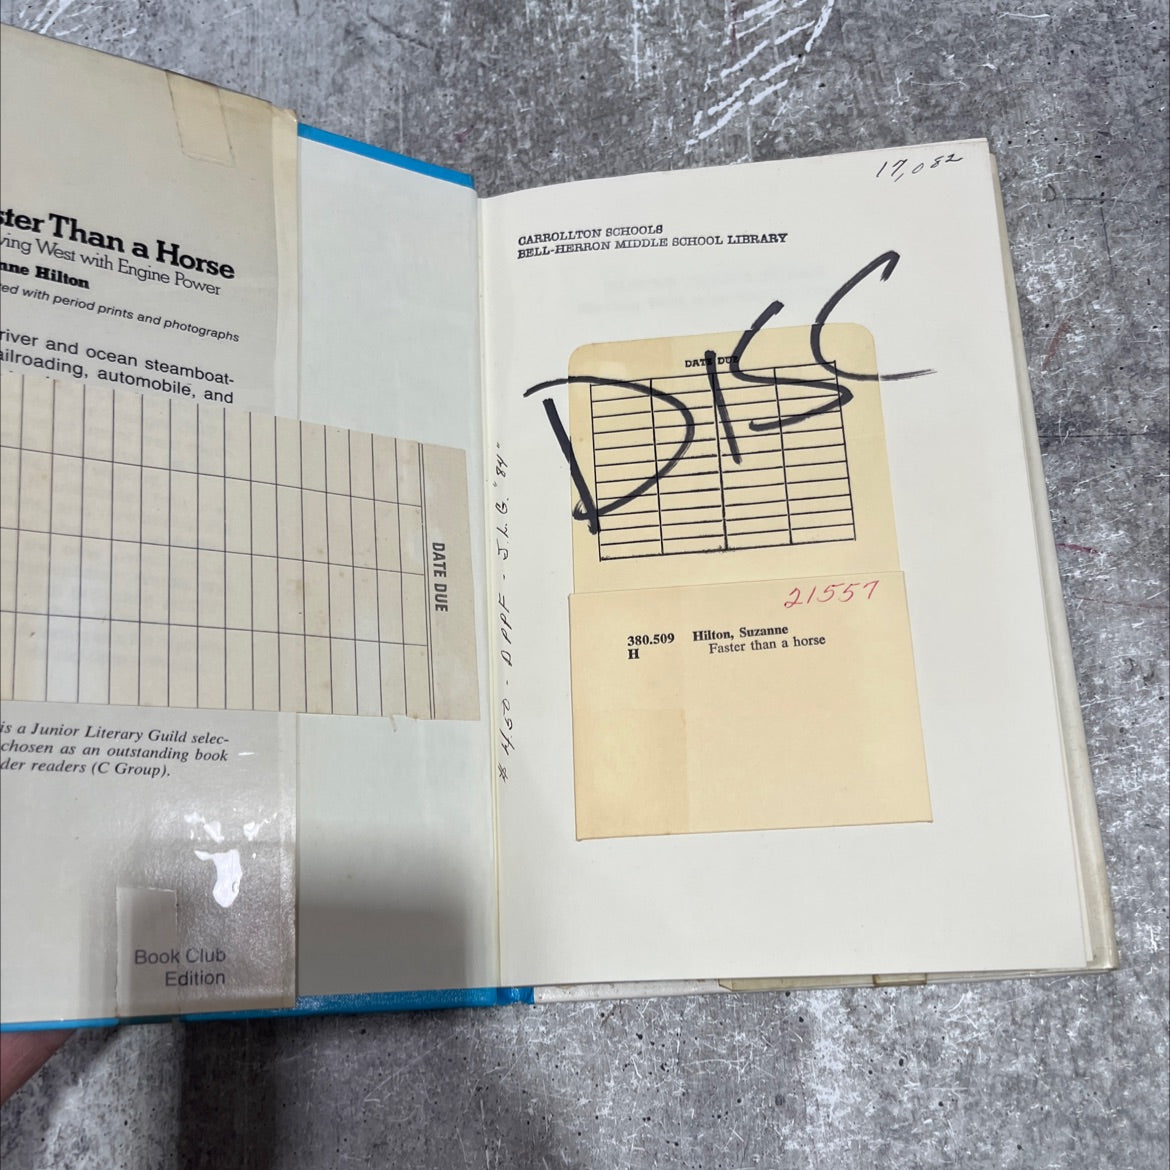 ster Than a Horse
ving West with Engine Power
nne Hilton
ed with period prints and photographs
river and ocean steamboat-
ailroading, automobile, and
DATE DUE
is a Junior Literary Guild selec-
chosen as an outstanding book
der readers (C Group).
Book Club
Edition
17,082
CARROLLTON SCHOOLS
BELL-HERRON MIDDLE SCHOOL LIBRARY
DISC
DATE DUE
21557
380.509 Hilton, Suzanne
H Faster than a horse
DPPF - J.L.G. "84"